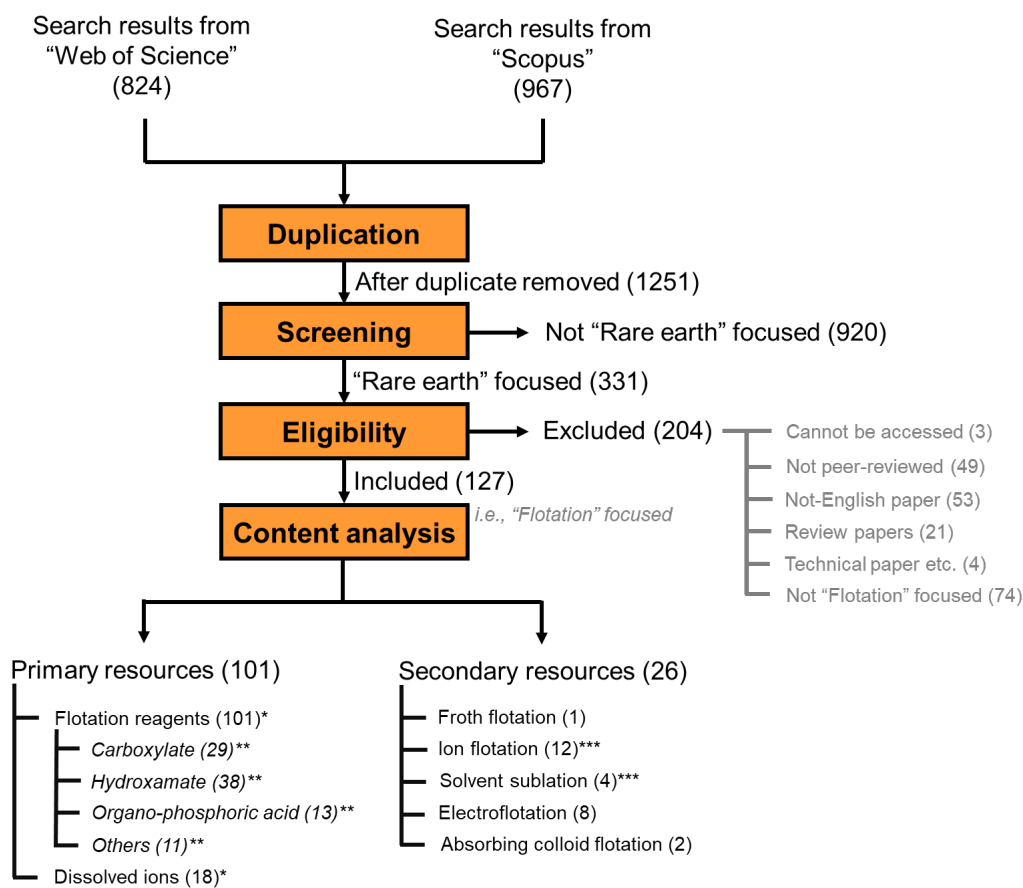 Search results from
“Web of Science”
(824)
Search results from
“Scopus”
(967)
Duplication
After duplicate removed (1251)
Screening
Not “Rare earth” focused (920)
“Rare earth” focused (331)
Eligibility
Excluded (204)
Cannot be accessed (3)
Not peer-reviewed (49)
Not-English paper (53)
Review papers (21)
Technical paper etc. (4)
Not “Flotation” focused (74)
Included (127)
i.e., “Flotation” focused
Content analysis
Primary resources (101)
Flotation reagents (101)*
Carboxylate (29)**
Hydroxamate (38)**
Organo-phosphoric acid (13)**
Others (11)**
Dissolved ions (18)*
Secondary resources (26)
Froth flotation (1)
Ion flotation (12)***
Solvent sublation (4)***
Electroflotation (8)
Absorbing colloid flotation (2)